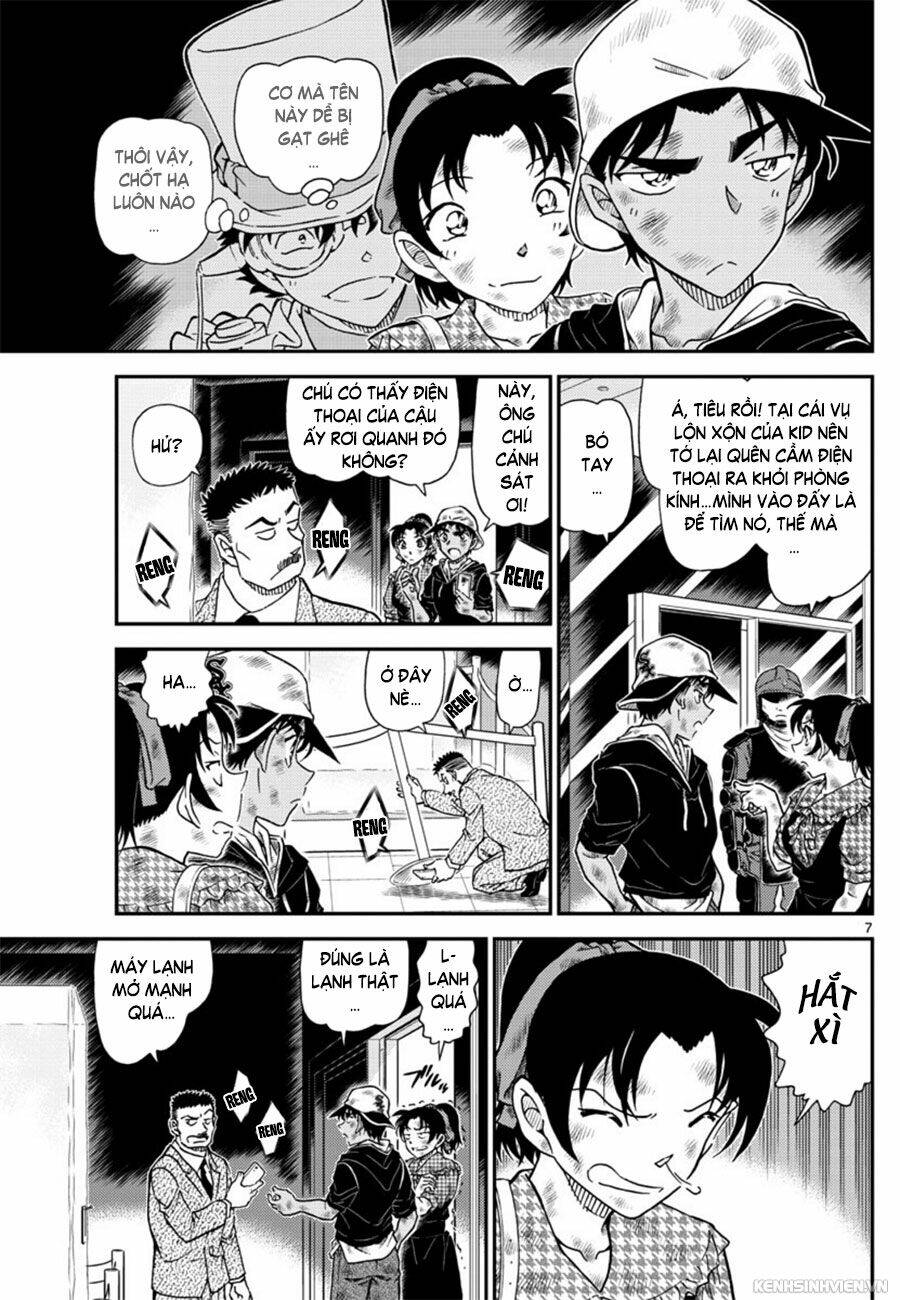 CƠ MÀ TÊN
NÀY DỄ BỊ
GẠT GHÊ
...
THÔI VẬY,
CHỐT HẠ
LUÔN NÀO
...
Á, TIÊU RỒI! TẠI CÁI VỤ
LỘN XỘN CỦA KID NÊN
TỚ LẠI QUÊN CẦM ĐIỆN
THOẠI RA KHỎI PHÒNG
KÍNH...MÌNH VÀO ĐẤY LÀ
ĐỂ TÌM NÓ, THẾ MÀ
...
BÓ
TAY
...
NÀY,
ÔNG
CHÚ
CẢNH
SÁT
ƠI!
CHÚ CÓ THẤY ĐIỆN
THOẠI CỦA CẬU
ẤY RƠI QUANH ĐÓ
KHÔNG?
HỬ?
RENG
RENG
RENG
Ờ...
Ở ĐÂY
NÈ...
RENG
RENG
HA...
7
HẮT
XÌ
L-
LẠNH
QUÁ
...
ĐÚNG LÀ
LẠNH THẬT
...
MÁY LẠNH
MỞ MẠNH
QUÁ...
RENG
RENG
KENHSINHVIEN.VN